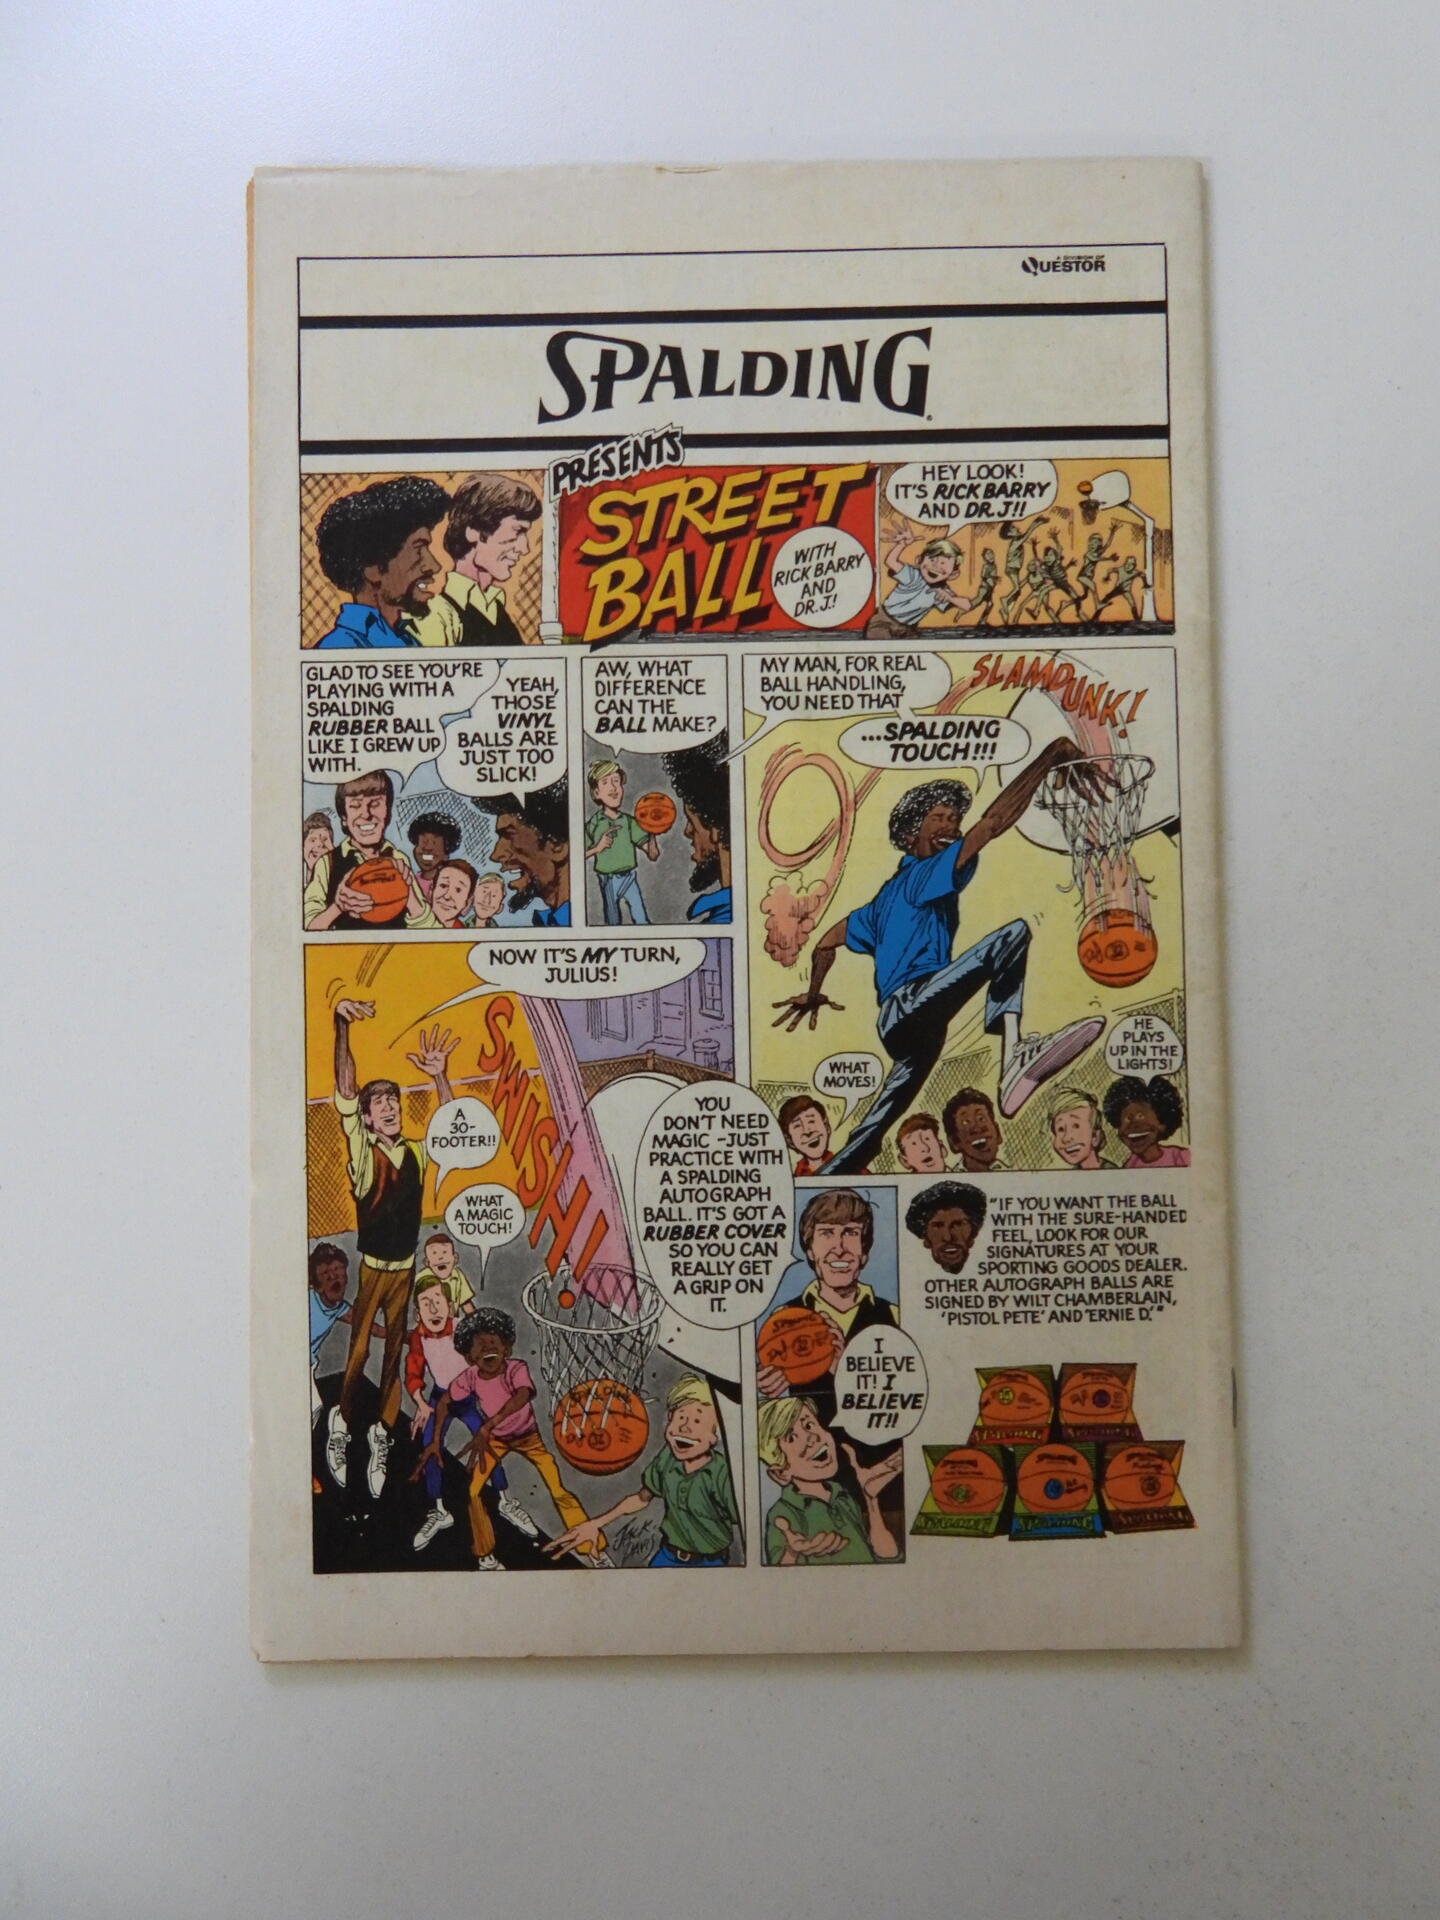 A DIVISION OF
QUESTOR
SPALDING
PRESENTS
STREET
BALL
WITH
RICK BARRY
AND
DR. J.!
HEY LOOK!
IT'S RICK BARRY
AND DR. J!!
GLAD TO SEE YOU'RE
PLAYING WITH A
SPALDING
RUBBER BALL
LIKE I GREW UP
WITH.
YEAH,
THOSE
VINYL
BALLS ARE
JUST TOO
SLICK!
AW, WHAT
DIFFERENCE
CAN THE
BALL MAKE?
MY MAN, FOR REAL
BALL HANDLING,
YOU NEED THAT
...SPALDING
TOUCH!!!
SLAMDUNK!
WHAT
MOVES!
HE
PLAYS
UP IN THE
LIGHTS!
NOW IT'S MY TURN,
JULIUS!
SWISH!
A
30-
FOOTER!!
WHAT
A MAGIC
TOUCH!
YOU
DON'T NEED
MAGIC - JUST
PRACTICE WITH
A SPALDING
AUTOGRAPH
BALL. IT'S GOT A
RUBBER COVER
SO YOU CAN
REALLY GET
A GRIP ON
IT.
JACK
DAVIS
SPALDING
I
BELIEVE
IT! I
BELIEVE
IT!!
"IF YOU WANT THE BALL
WITH THE SURE-HANDED
FEEL, LOOK FOR OUR
SIGNATURES AT YOUR
SPORTING GOODS DEALER.
OTHER AUTOGRAPH BALLS ARE
SIGNED BY WILT CHAMBERLAIN,
'PISTOL PETE' AND 'ERNIE D.'"
SPALDING
SPALDING
SPALDING
SPALDING
SPALDING